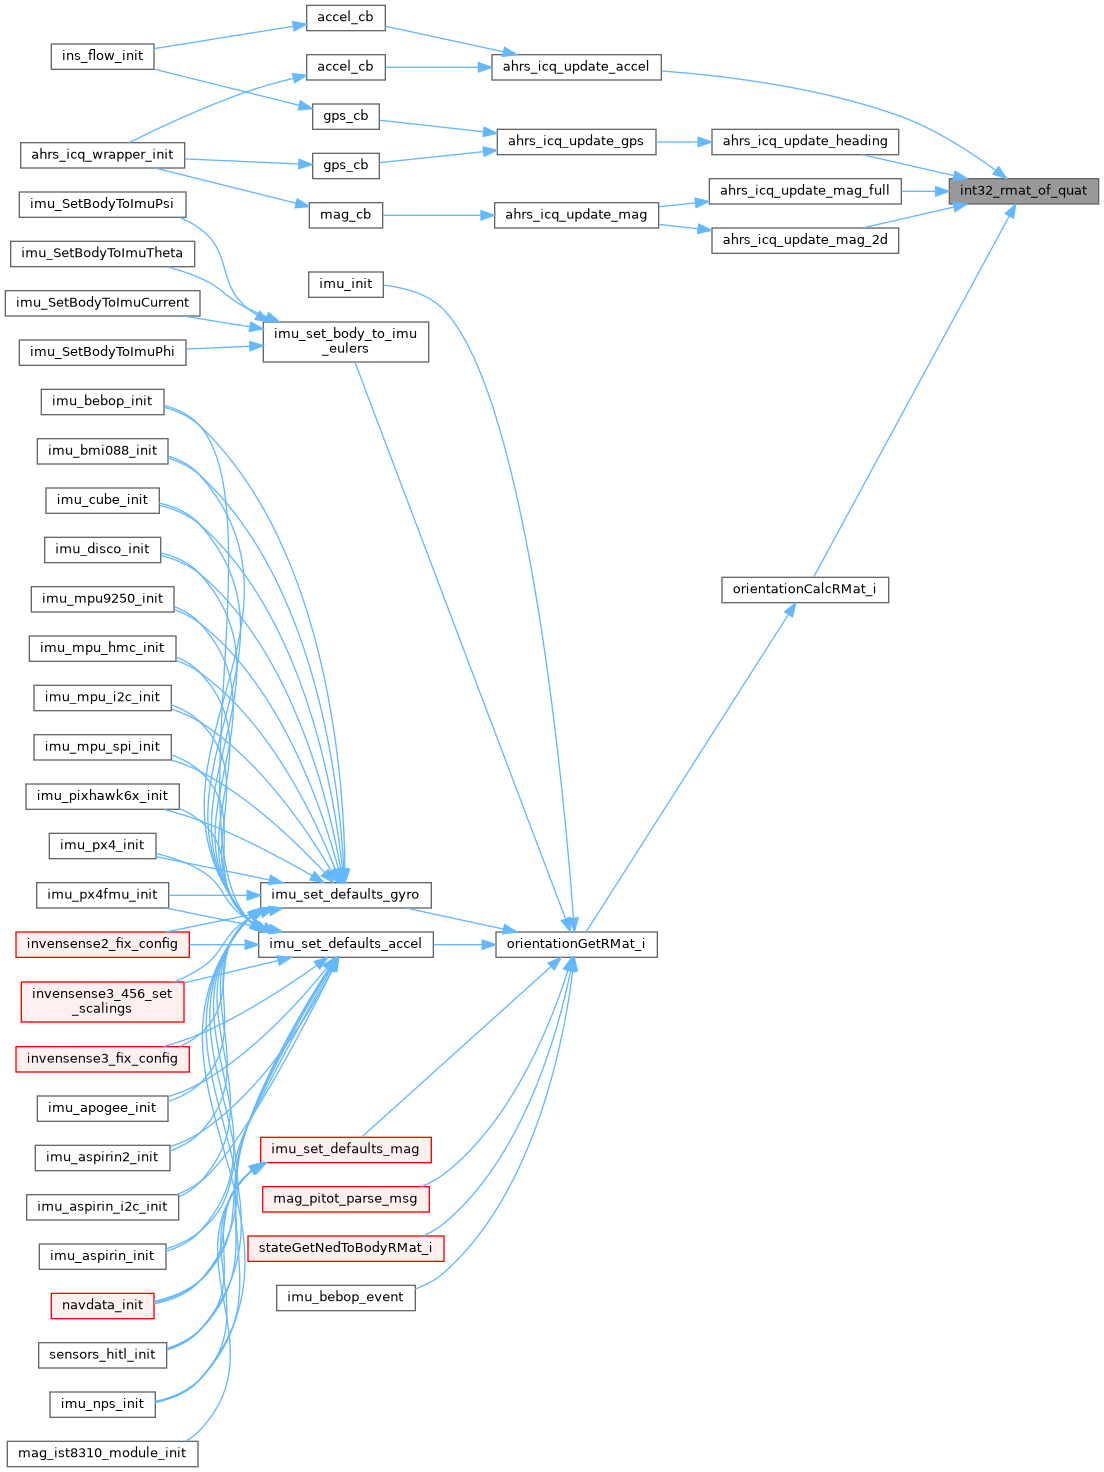 accel_cb
ins_flow_init
accel_cb
ahrs_icq_update_accel
gps_cb
ahrs_icq_update_gps
ahrs_icq_update_heading
ahrs_icq_wrapper_init
gps_cb
int32_rmat_of_quat
ahrs_icq_update_mag_full
imu_SetBodyToImuPsi
mag_cb
ahrs_icq_update_mag
ahrs_icq_update_mag_2d
imu_SetBodyToImuTheta
imu_init
imu_SetBodyToImuCurrent
imu_set_body_to_imu
_eulers
imu_SetBodyToImuPhi
imu_bebop_init
imu_bmi088_init
imu_cube_init
imu_disco_init
imu_mpu9250_init
orientationCalcRMat_i
imu_mpu_hmc_init
imu_mpu_i2c_init
imu_mpu_spi_init
imu_pixhawk6x_init
imu_px4_init
imu_px4fmu_init
imu_set_defaults_gyro
invensense2_fix_config
imu_set_defaults_accel
orientationGetRMat_i
invensense3_456_set
_scalings
invensense3_fix_config
imu_apogee_init
imu_aspirin2_init
imu_set_defaults_mag
imu_aspirin_i2c_init
mag_pitot_parse_msg
imu_aspirin_init
stateGetNedToBodyRMat_i
navdata_init
imu_bebop_event
sensors_hitl_init
imu_nps_init
mag_ist8310_module_init